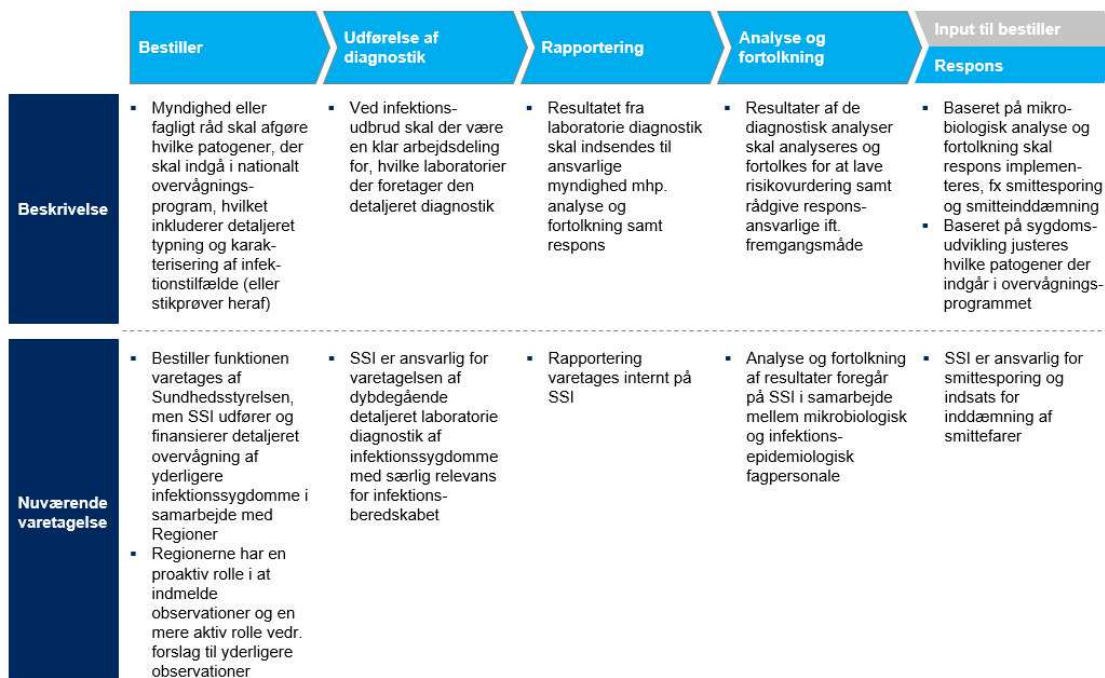 Bestiller
Udførelse af
diagnostik
Rapportering
Analyse og
fortolkning
Input til bestiller
Respons
Beskrivelse
▪ Myndighed eller
fagligt råd skal afgøre
hvilke patogener, der
skal indgå i nationalt
overvågnings-
program, hvilket
inkluderer detaljeret
typning og karak-
terisering af infek-
tionstilfælde (eller
stikprøver heraf)
▪ Ved infektions-
udbrud skal der være
en klar arbejdsdeling
for, hvilke laboratorier
der foretager den
detaljeret diagnostik
▪ Resultatet fra
laboratorie diagnostik
skal indsendes til
ansvarlige
myndighed mhp.
analyse og
fortolkning samt
respons
▪ Resultater af de
diagnostisk analyser
skal analyseres og
fortolkes for at lave
risikovurdering samt
rådgive respons-
ansvarlige ift.
fremgangsmåde
▪ Baseret på mikro-
biologisk analyse og
fortolkning skal
respons implemen-
teres, fx smittesporing
og smitteinddæmning
▪ Baseret på sygdoms-
udvikling justeres
hvilke patogener der
indgår i overvågnings-
programmet
Nuværende
varetagelse
▪ Bestiller funktionen
varetages af
Sundhedsstyrelsen,
men SSI udfører og
finansierer detaljeret
overvågning af
yderligere
infektionssygdomme i
samarbejde med
Regioner
▪ Regionerne har en
proaktiv rolle i at
indmelde
observationer og en
mere aktiv rolle vedr.
forslag til yderligere
observationer
▪ SSI er ansvarlig for
varetagelsen af
dybdegående
detaljeret laboratorie
diagnostik af
infektionssygdomme
med særlig relevans
for infektions-
beredskabet
▪ Rapportering
varetages internt på
SSI
▪ Analyse og fortolkning
af resultater foregår
på SSI i samarbejde
mellem mikrobiologisk
og infektions-
epidemiologisk
fagpersonale
▪ SSI er ansvarlig for
smittesporing og
indsats for
inddæmning af
smittefarer